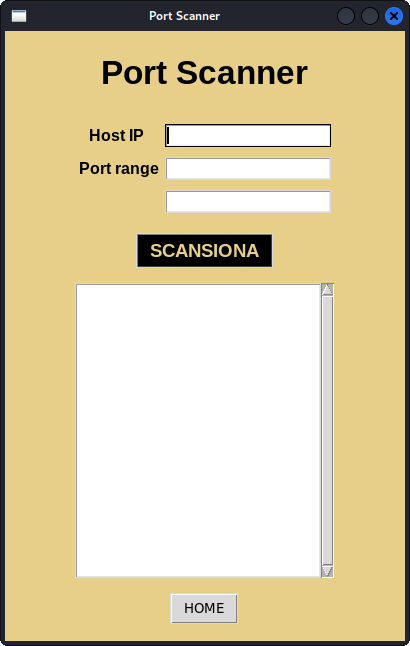 Port Scanner
Port Scanner
Host IP
Port range
SCANSIONA
HOME